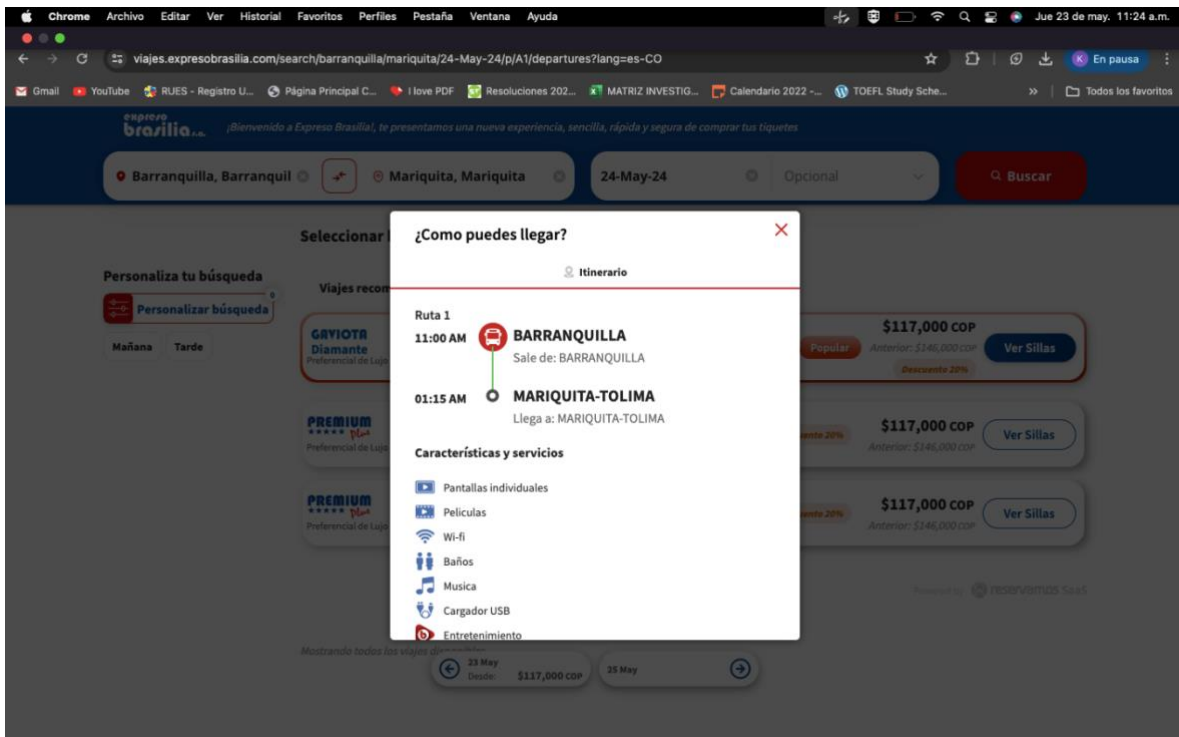 Chrome Archivo Editar Ver Historial Favoritos Perfiles Pestaña Ventana Ayuda Jue 23 de may. 11:24 a.m.
viajes.expresobrasilia.com/search/barranquilla/mariquita/24-May-24/p/A1/departures?lang=es-CO K En pausa
Gmail YouTube RUES - Registro U... Página Principal C... I love PDF Resoluciones 202... MATRIZ INVESTIG... Calendario 2022 -... TOEFL Study Sche... » Todos los favoritos
expreso
brasilia ¡Bienvenido a Expreso Brasilia!, te presentamos una nueva experiencia, sencilla, rápida y segura de comprar tus tiquetes
Barranquilla, Barranquil Mariquita, Mariquita 24-May-24 Opcional Buscar
Seleccionar
Personaliza tu búsqueda
0
Personalizar búsqueda
Mañana Tarde
Viajes recom
¿Como puedes llegar?
Itinerario
Ruta 1
11:00 AM BARRANQUILLA
Sale de: BARRANQUILLA
01:15 AM MARIQUITA-TOLIMA
Llega a: MARIQUITA-TOLIMA
Características y servicios
Pantallas individuales
Peliculas
Wi-fi
Baños
Musica
Cargador USB
Entretenimiento
GAVIOTA
Diamante
Preferencial de Lujo
Popular
$117,000 COP
Anterior: $146,000 COP
Descuento 20%
Ver Sillas
PREMIUM
Plus
Preferencial de Lujo
uento 20%
$117,000 COP
Anterior: $146,000 COP
Ver Sillas
PREMIUM
Plus
Preferencial de Lujo
uento 20%
$117,000 COP
Anterior: $146,000 COP
Ver Sillas
Powered by reservamos SaaS
Mostrando todos los viajes disponibles
23 May
Desde: $117,000 COP
25 May